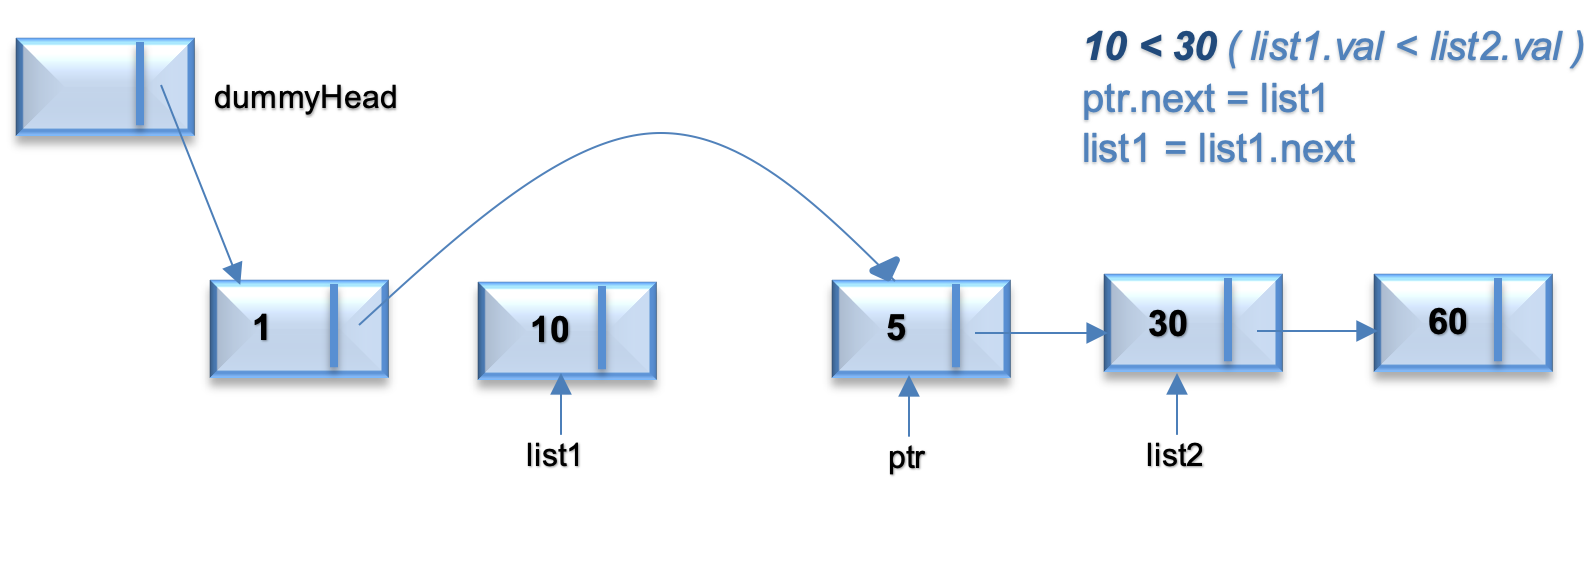 10 < 30 ( list1.val < list2.val )
ptr.next = list1
list1 = list1.next
dummyHead
1
10
5
30
60
list1
ptr
list2